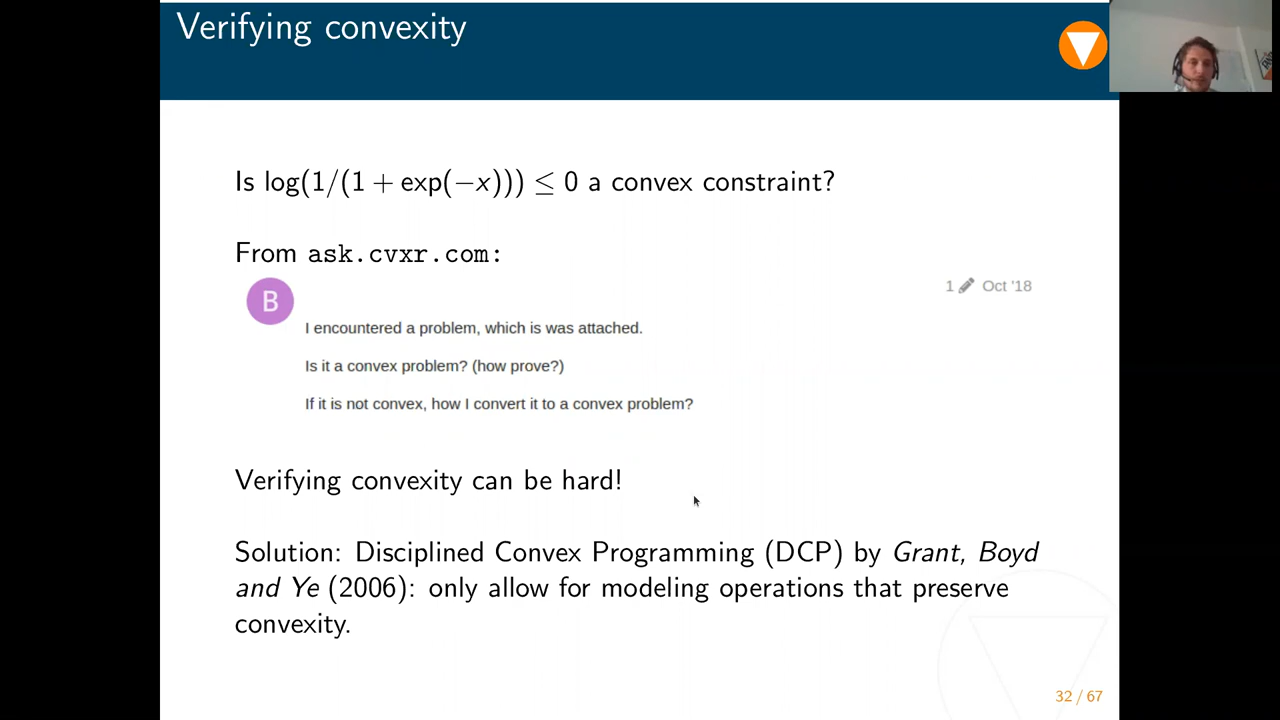 Verifying convexity
Is log(1/(1 + exp(−x))) ≤ 0 a convex constraint?
From ask.cvxr.com:
B
1 Oct '18
I encountered a problem, which is was attached.
Is it a convex problem? (how prove?)
If it is not convex, how I convert it to a convex problem?
Verifying convexity can be hard!
Solution: Disciplined Convex Programming (DCP) by Grant, Boyd
and Ye (2006): only allow for modeling operations that preserve
convexity.
32 / 67